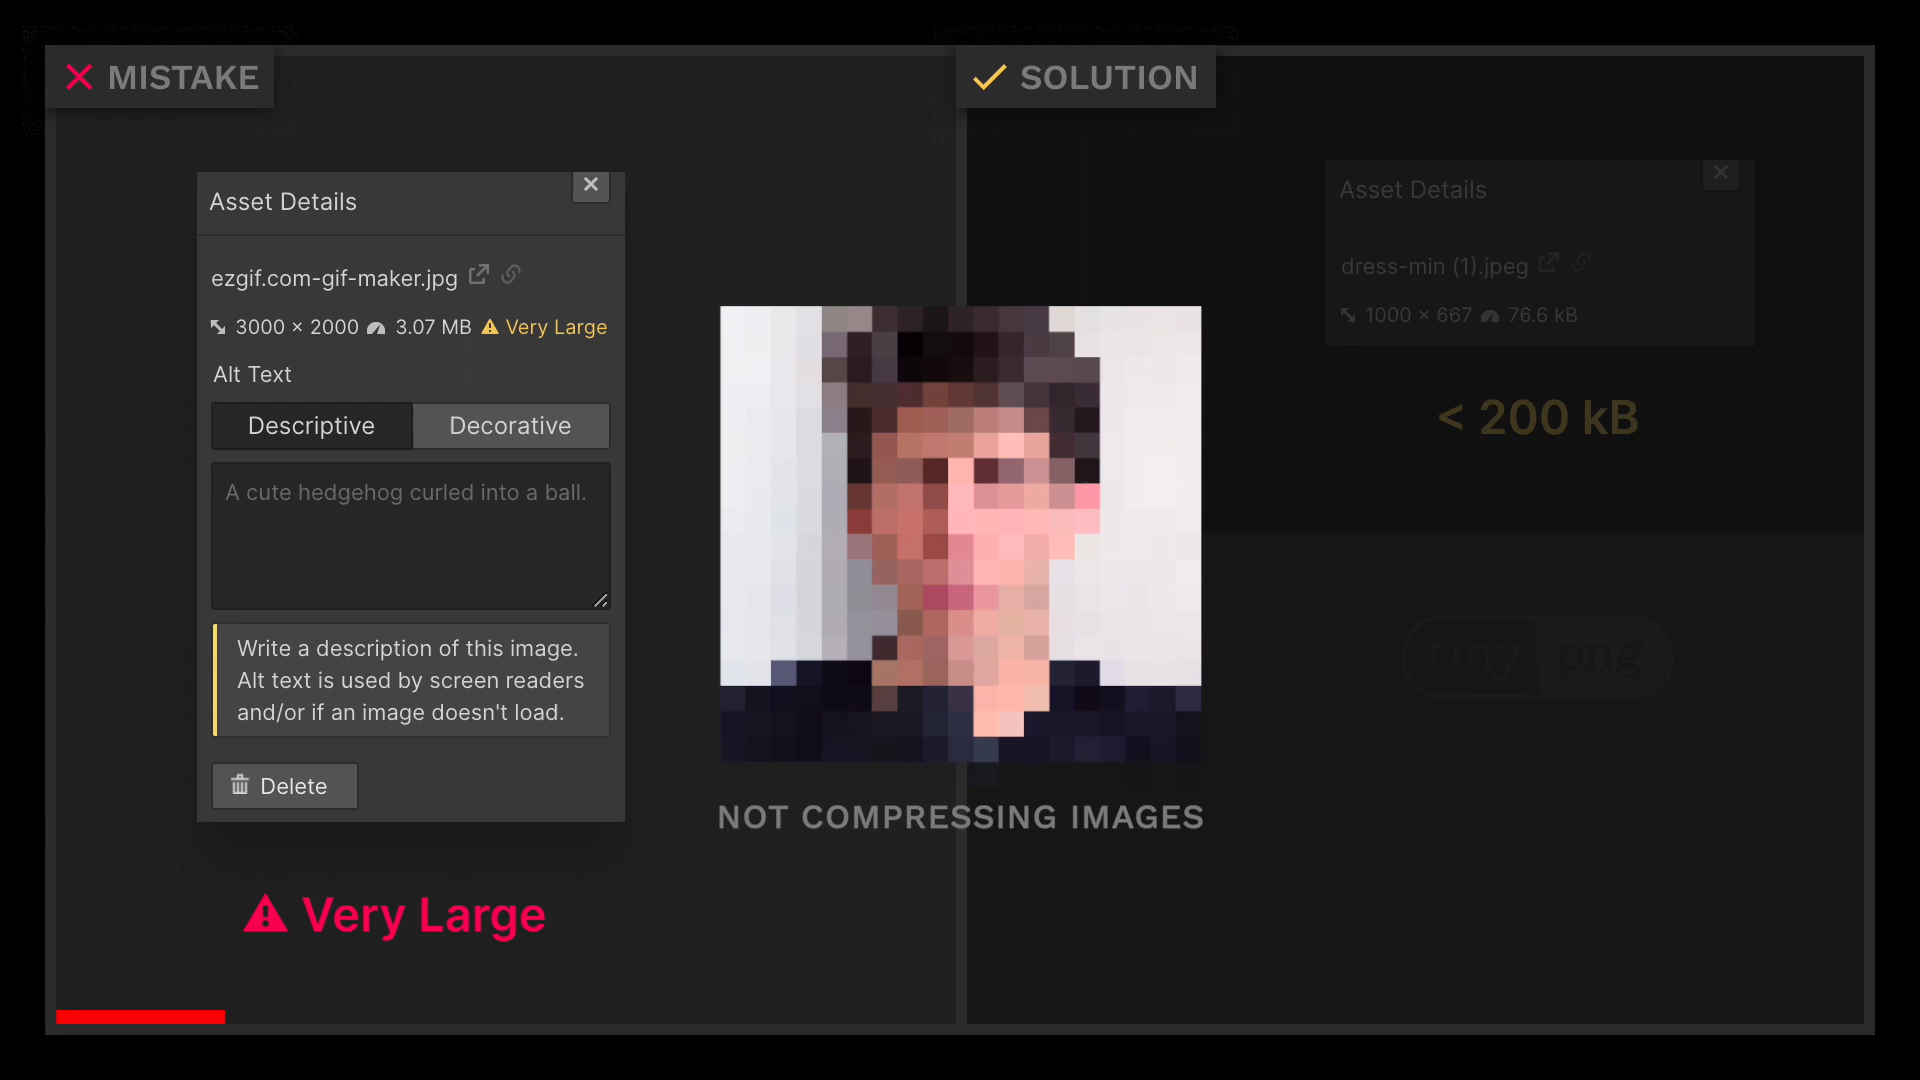 MISTAKE
SOLUTION
Asset Details
ezgif.com-gif-maker.jpg
3000 × 2000 3.07 MB Very Large
Alt Text
Descriptive Decorative
A cute hedgehog curled into a ball.
Write a description of this image.
Alt text is used by screen readers
and/or if an image doesn't load.
Delete
Very Large
NOT COMPRESSING IMAGES
Asset Details
dress-min (1).jpeg
1000 × 667 76.6 kB
< 200 kB
tiny png